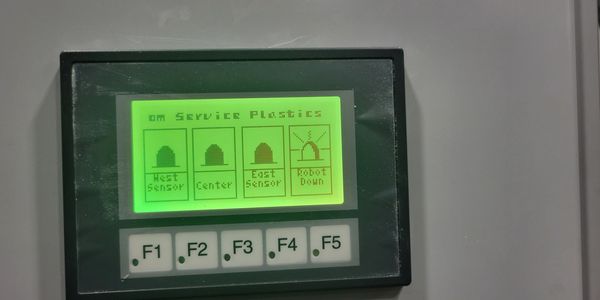 om Service Plastics
West Sensor
Center
East Sensor
Robot Down
F1 F2 F3 F4 F5